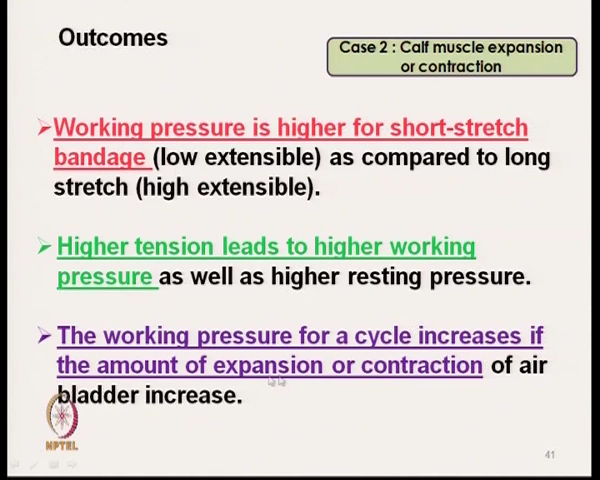 Outcomes
Case 2 : Calf muscle expansion
or contraction
Working pressure is higher for short-stretch
bandage (low extensible) as compared to long
stretch (high extensible).
Higher tension leads to higher working
pressure as well as higher resting pressure.
The working pressure for a cycle increases if
the amount of expansion or contraction of air
bladder increase.
NPTEL
41